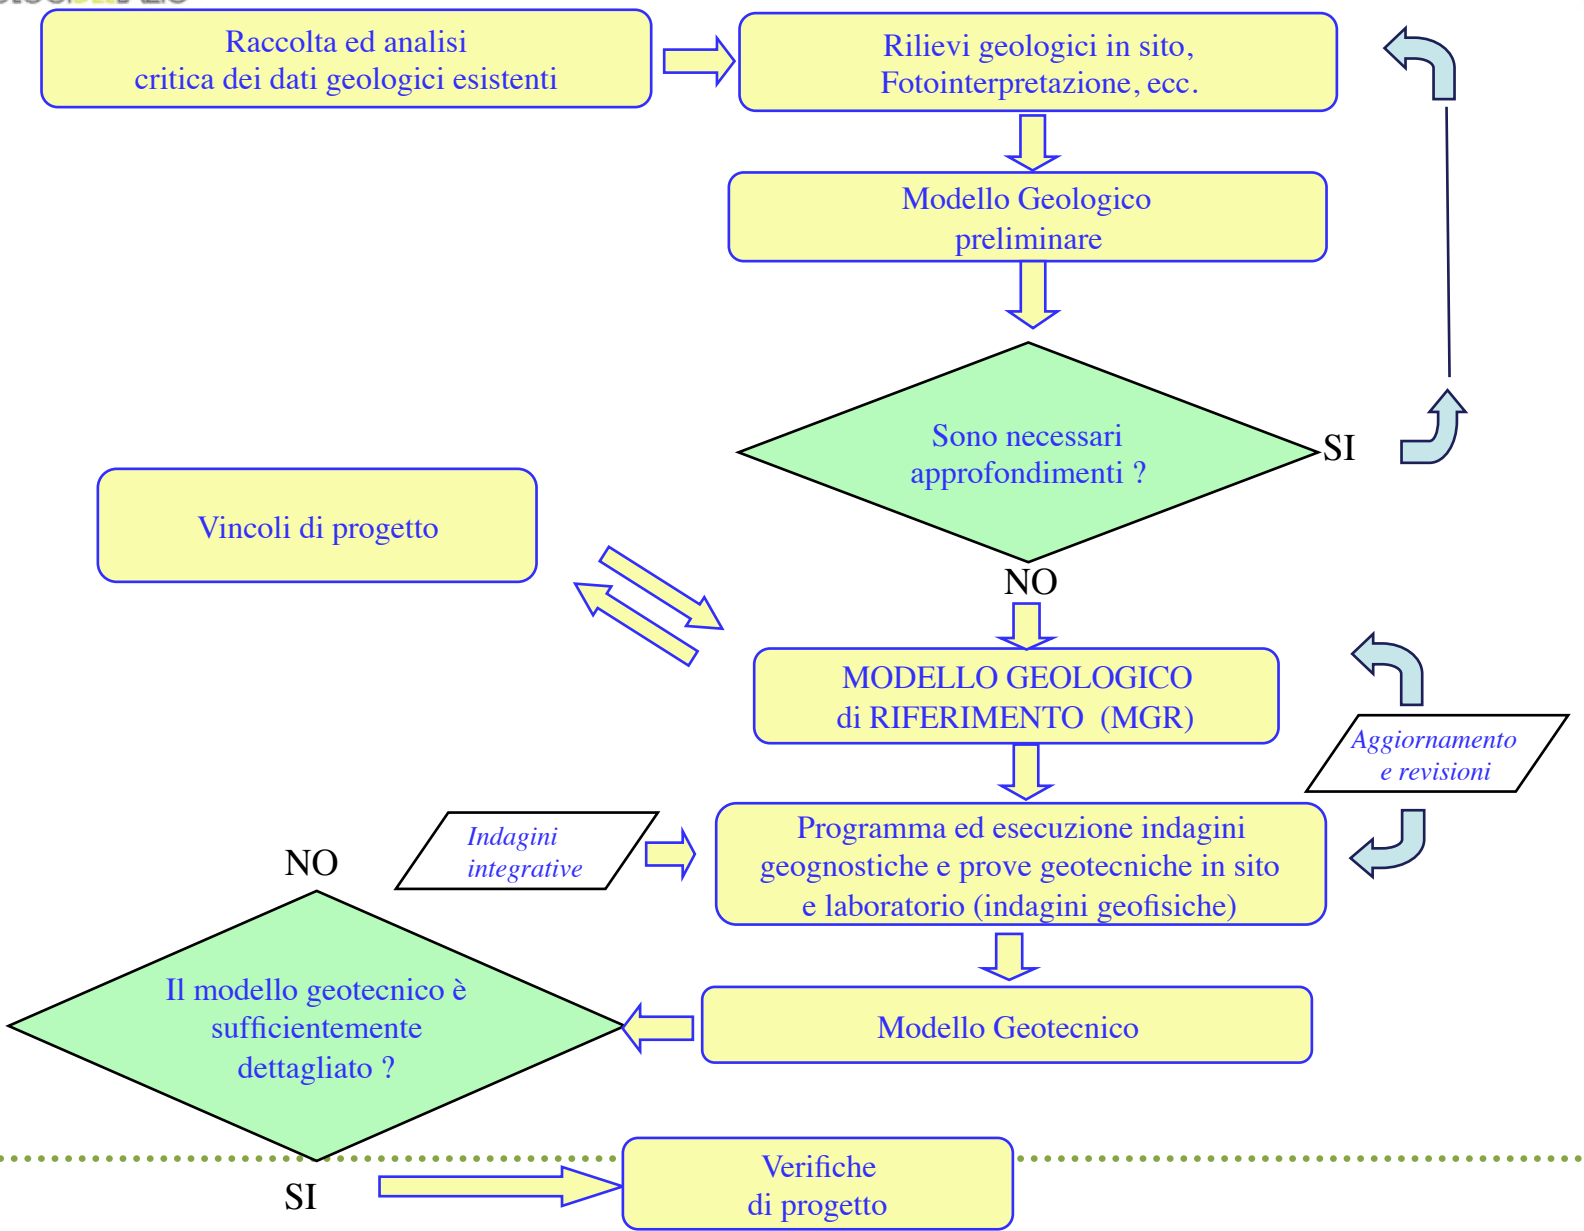 Raccolta ed analisi
critica dei dati geologici esistenti
Rilievi geologici in sito,
Fotointerpretazione, ecc.
Modello Geologico
preliminare
Sono necessari
approfondimenti ?
SI
Vincoli di progetto
NO
MODELLO GEOLOGICO
di RIFERIMENTO (MGR)
Aggiornamento
e revisioni
Indagini
integrative
Programma ed esecuzione indagini
geognostiche e prove geotecniche in sito
e laboratorio (indagini geofisiche)
NO
Il modello geotecnico è
sufficientemente
dettagliato ?
Modello Geotecnico
SI
Verifiche
di progetto